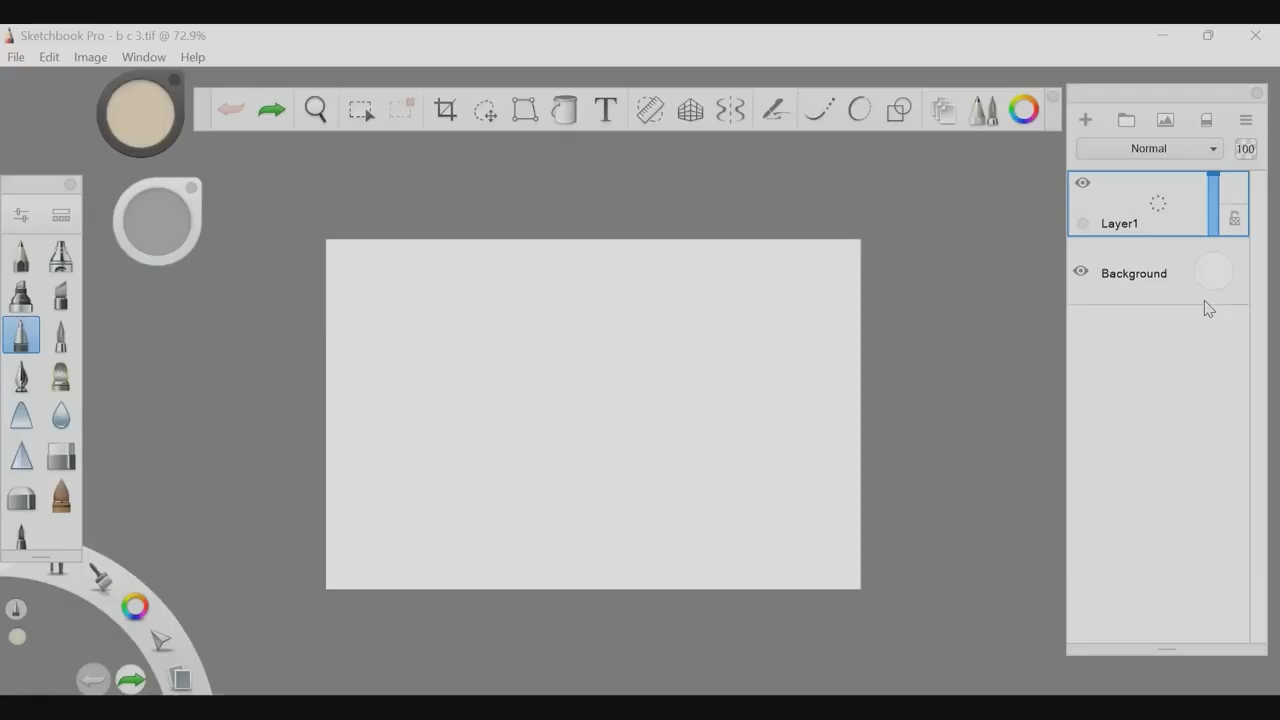 Sketchbook Pro - b c 3.tif @ 72.9%
File Edit Image Window Help
T
Normal 100
Layer1
Background